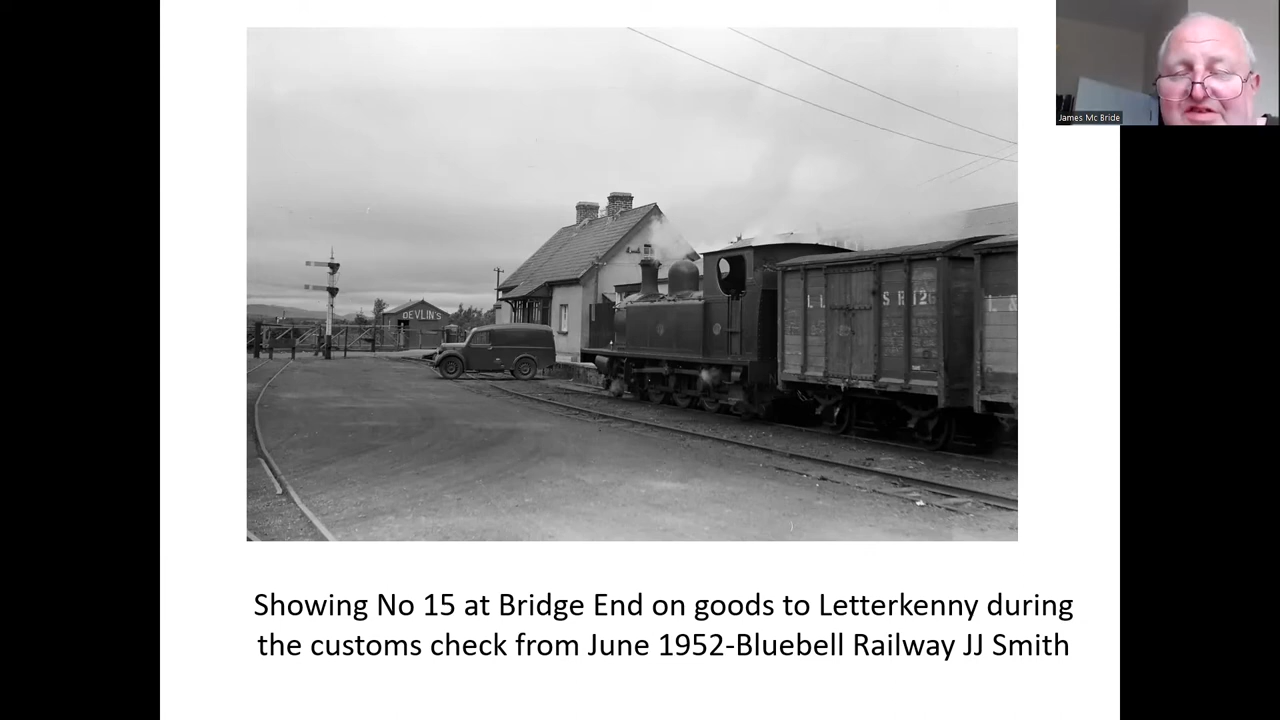 James Mc Bride
DEVLIN'S
L L S R 126
L &
Showing No 15 at Bridge End on goods to Letterkenny during
the customs check from June 1952-Bluebell Railway JJ Smith